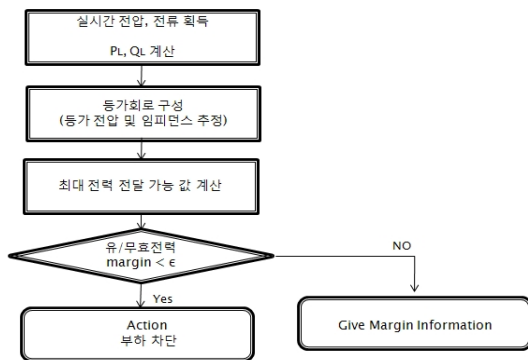 실시간 전압, 전류 획득
PL, QL 계산
등가회로 구성
(등가 전압 및 임피던스 추정)
최대 전력 전달 가능 값 계산
유/무효전력
margin < ϵ
NO
Yes
Action
부하 차단
Give Margin Information